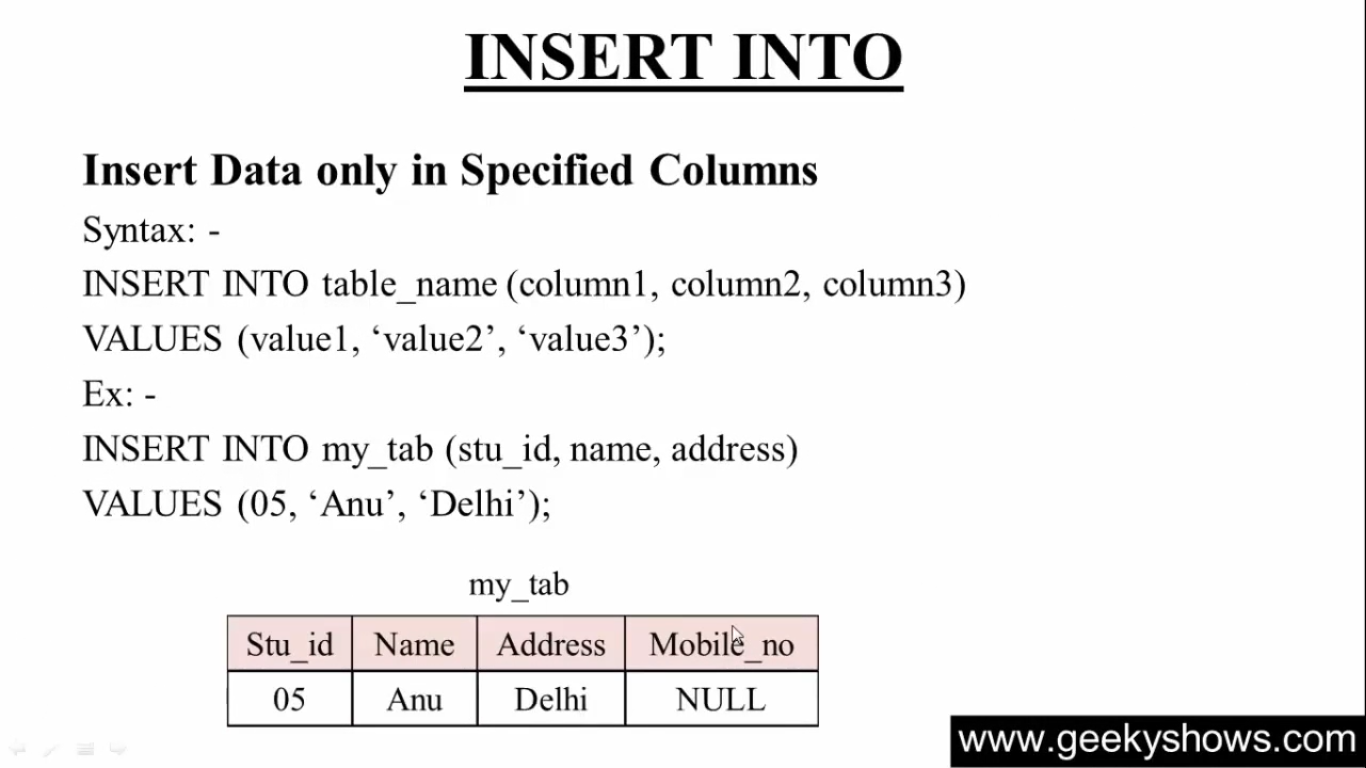 INSERT INTO
Insert Data only in Specified Columns
Syntax: -
INSERT INTO table_name (column1, column2, column3)
VALUES (value1, ‘value2’, ‘value3’);
Ex: -
INSERT INTO my_tab (stu_id, name, address)
VALUES (05, ‘Anu’, ‘Delhi’);
my_tab
Stu_id Name Address Mobile_no
05 Anu Delhi NULL
www.geekyshows.com